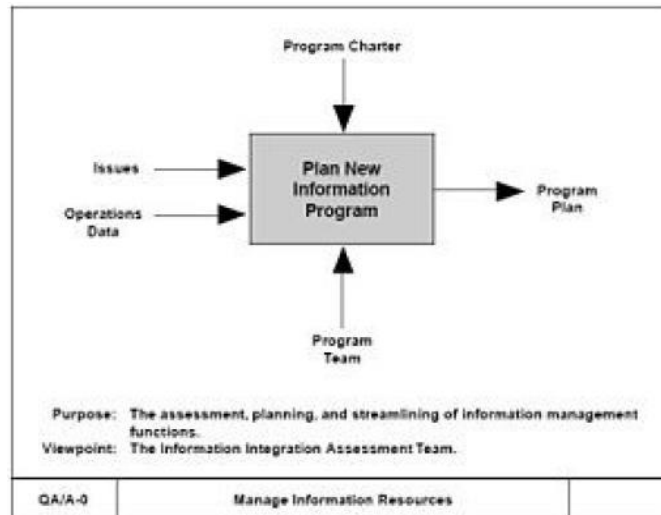 Program Charter
Issues
Operations
Data
Plan New
Information
Program
Program
Plan
Program
Team
Purpose: The assessment, planning, and streamlining of information management
functions.
Viewpoint: The Information Integration Assessment Team.
QA/A-0 Manage Information Resources